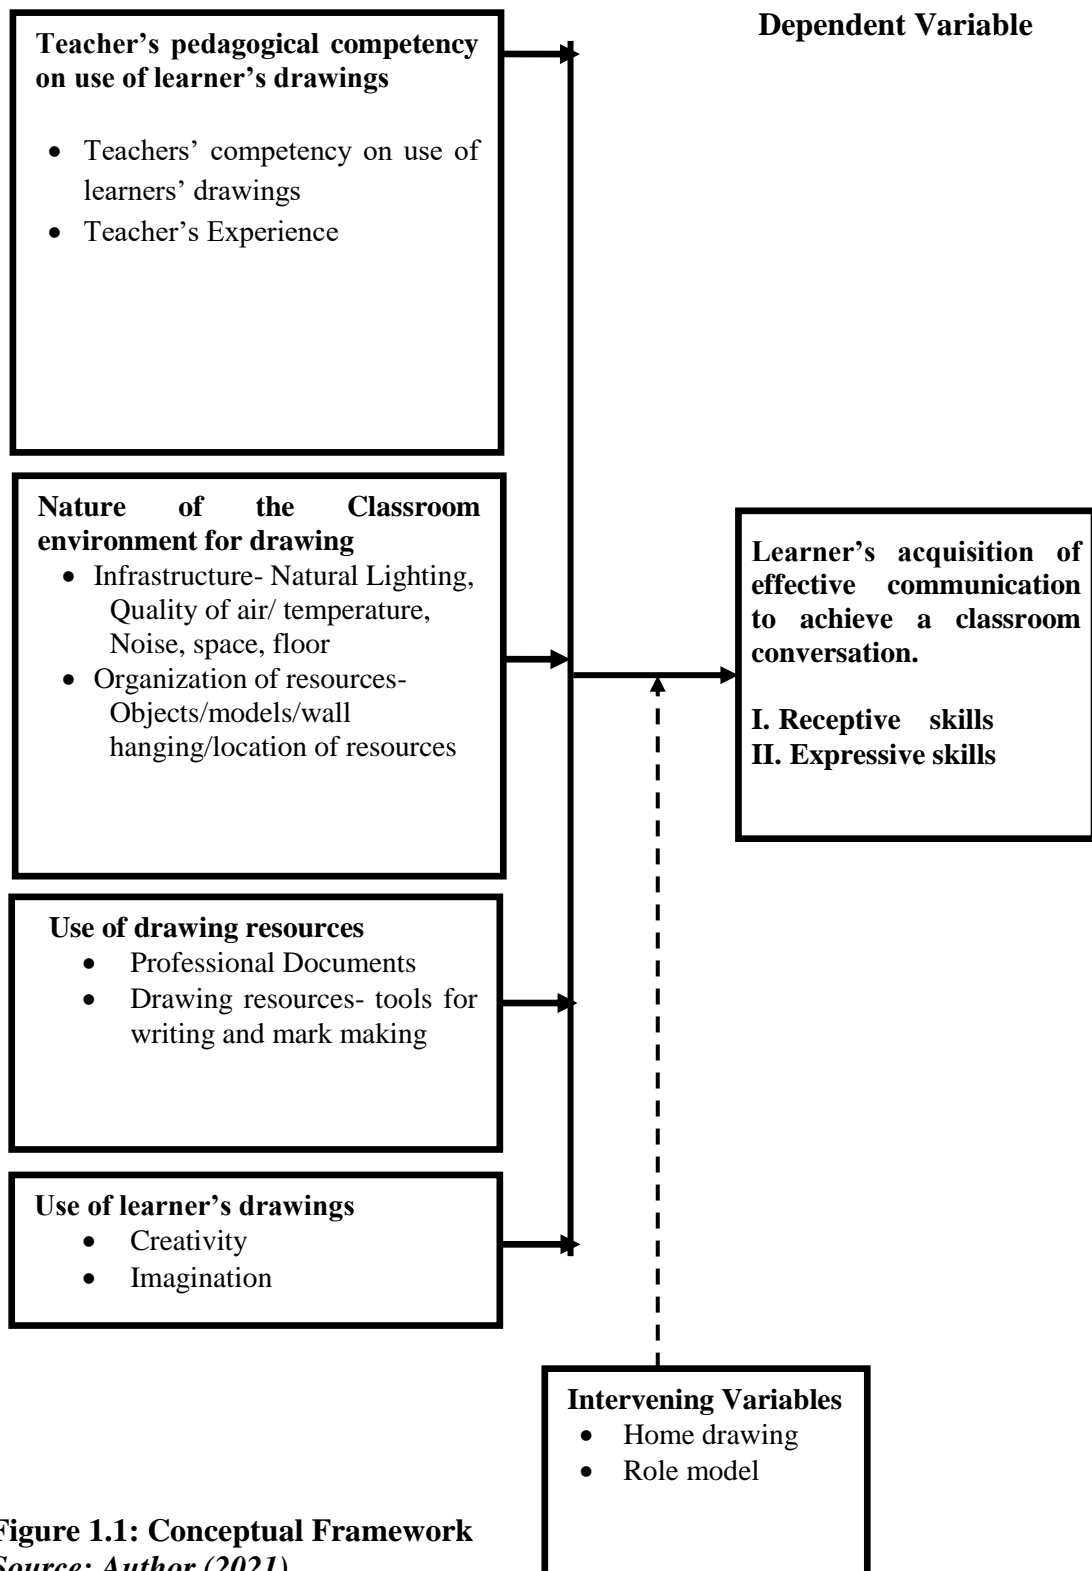 Dependent Variable
Teacher’s pedagogical competency
on use of learner’s drawings
• Teachers’ competency on use of
learners’ drawings
• Teacher’s Experience
Nature of the Classroom
environment for drawing
• Infrastructure- Natural Lighting,
Quality of air/ temperature,
Noise, space, floor
• Organization of resources-
Objects/models/wall
hanging/location of resources
Use of drawing resources
• Professional Documents
• Drawing resources- tools for
writing and mark making
Use of learner’s drawings
• Creativity
• Imagination
Learner’s acquisition of
effective communication
to achieve a classroom
conversation.
I. Receptive skills
II. Expressive skills
Intervening Variables
• Home drawing
• Role model
Figure 1.1: Conceptual Framework
Source: Author (2021)